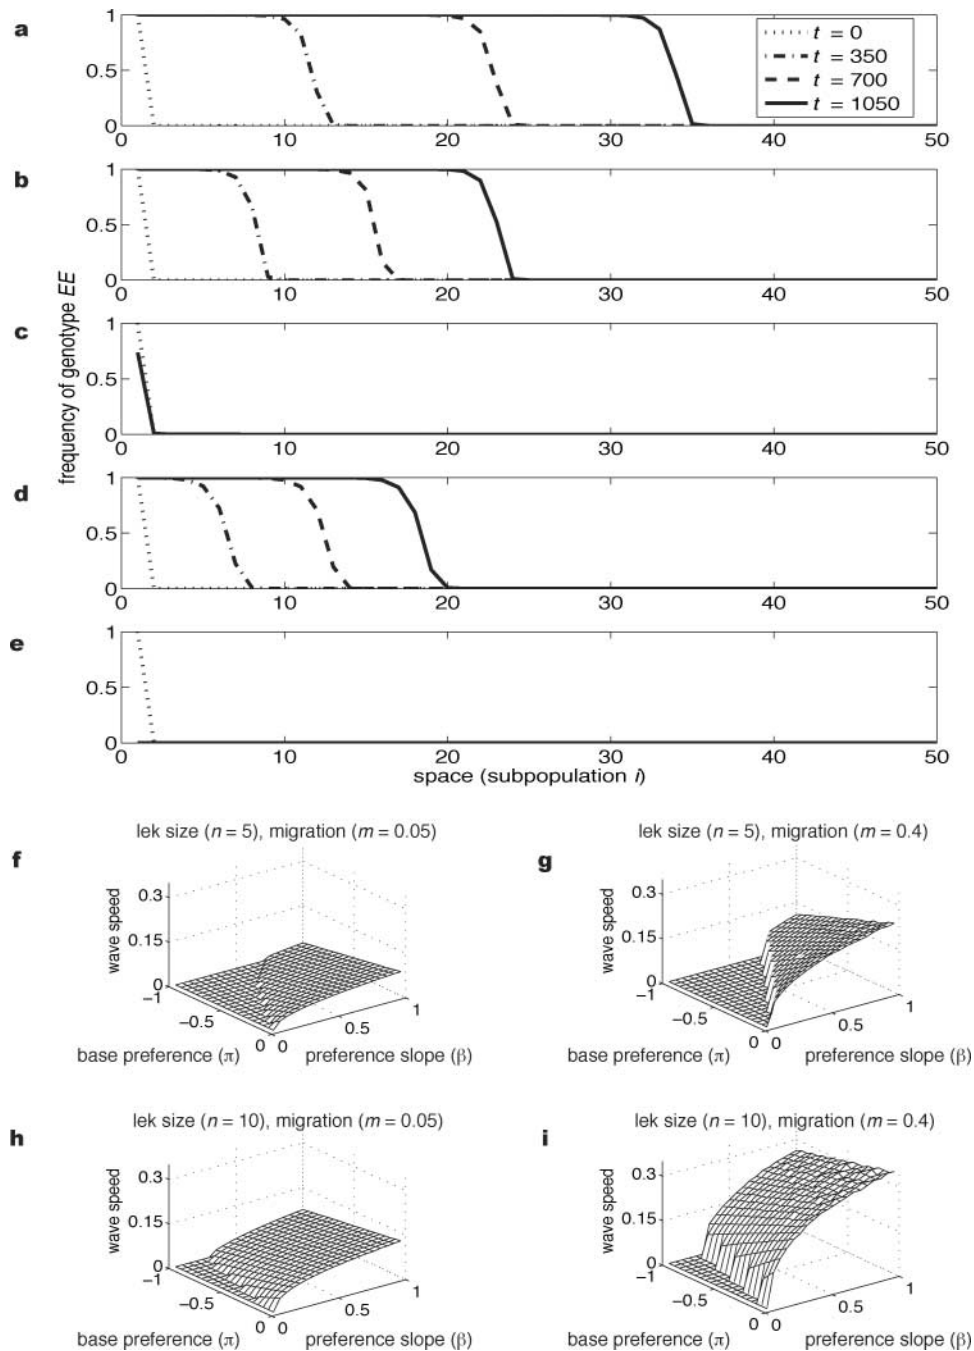 a
1
0.5
0
0
10
20
30
40
50
t = 0
t = 350
t = 700
t = 1050
b
1
0.5
0
0
10
20
30
40
50
c
1
0.5
0
0
10
20
30
40
50
frequency of genotype EE
d
1
0.5
0
0
10
20
30
40
50
e
1
0.5
0
0
10
20
30
40
50
space (subpopulation i)
f
lek size (n = 5), migration (m = 0.05)
wave speed
0.3
0.15
0
−1
−0.5
0
0
0.5
1
base preference (π)
preference slope (β)
g
lek size (n = 5), migration (m = 0.4)
wave speed
0.3
0.15
0
−1
−0.5
0
0
0.5
1
base preference (π)
preference slope (β)
h
lek size (n = 10), migration (m = 0.05)
wave speed
0.3
0.15
0
−1
−0.5
0
0
0.5
1
base preference (π)
preference slope (β)
i
lek size (n = 10), migration (m = 0.4)
wave speed
0.3
0.15
0
−1
−0.5
0
0
0.5
1
base preference (π)
preference slope (β)